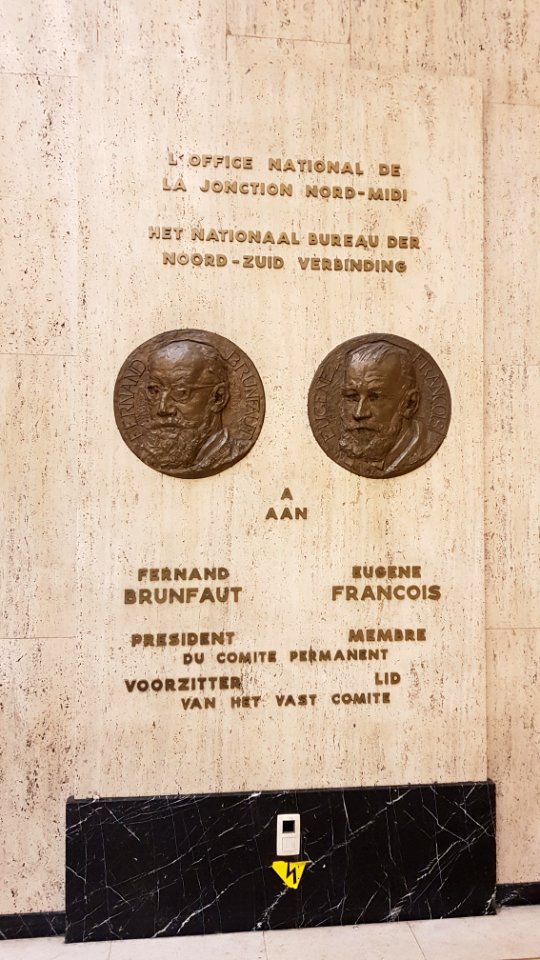 L'OFFICE NATIONAL DE
LA JONCTION NORD-MIDI
HET NATIONAAL BUREAU DER
NOORD-ZUID VERBINDING
FERNAND BRUNFAUT
EUGENE FRANÇOIS
A
AAN
FERNAND
BRUNFAUT
EUGENE
FRANCOIS
PRESIDENT MEMBRE
DU COMITE PERMANENT
VOORZITTER LID
VAN HET VAST COMITE